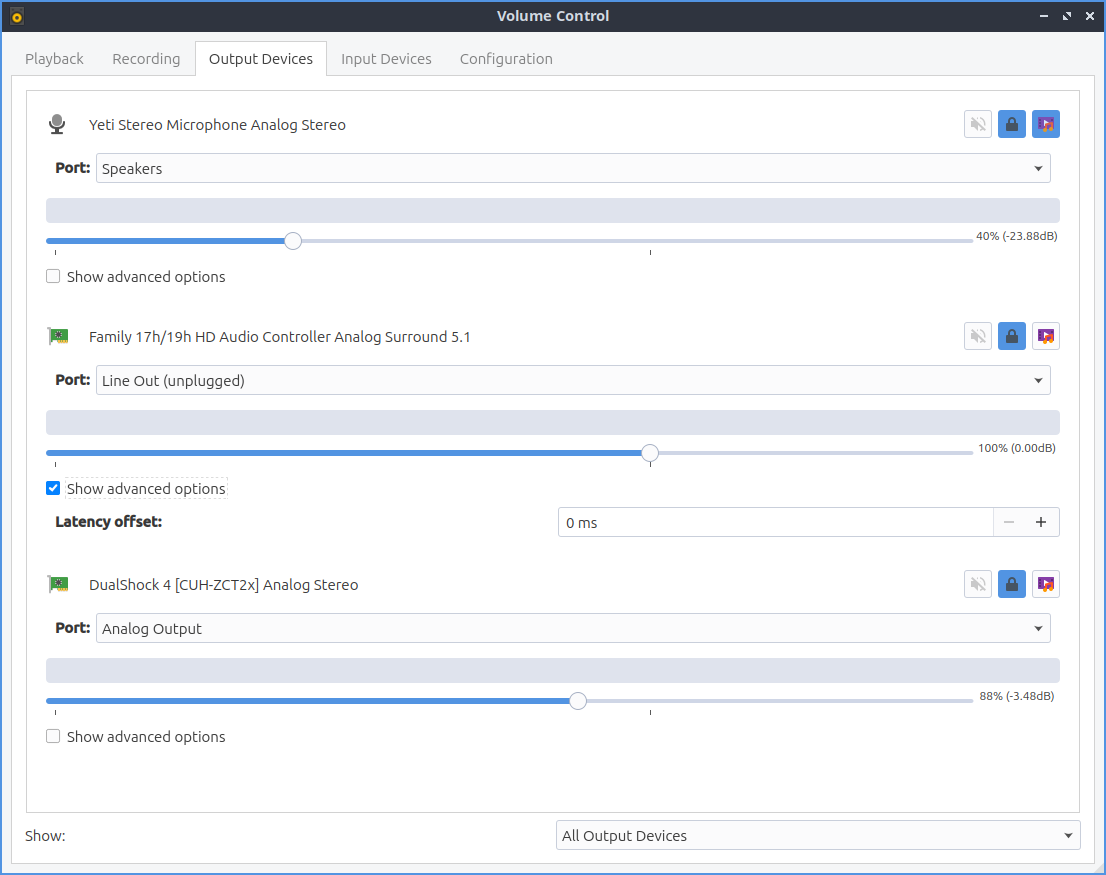 Volume Control
Playback Recording Output Devices Input Devices Configuration
Yeti Stereo Microphone Analog Stereo
Port: Speakers
40% (-23.88dB)
Show advanced options
Family 17h/19h HD Audio Controller Analog Surround 5.1
Port: Line Out (unplugged)
100% (0.00dB)
Show advanced options
Latency offset: 0 ms
DualShock 4 [CUH-ZCT2x] Analog Stereo
Port: Analog Output
88% (-3.48dB)
Show advanced options
Show: All Output Devices